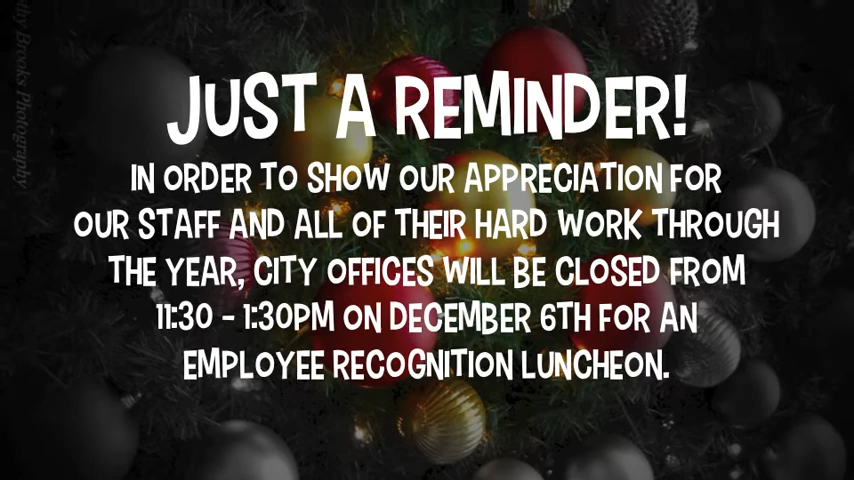 JUST A REMINDER!
IN ORDER TO SHOW OUR APPRECIATION FOR
OUR STAFF AND ALL OF THEIR HARD WORK THROUGH
THE YEAR, CITY OFFICES WILL BE CLOSED FROM
11:30 - 1:30PM ON DECEMBER 6TH FOR AN
EMPLOYEE RECOGNITION LUNCHEON.
Brooks Photography